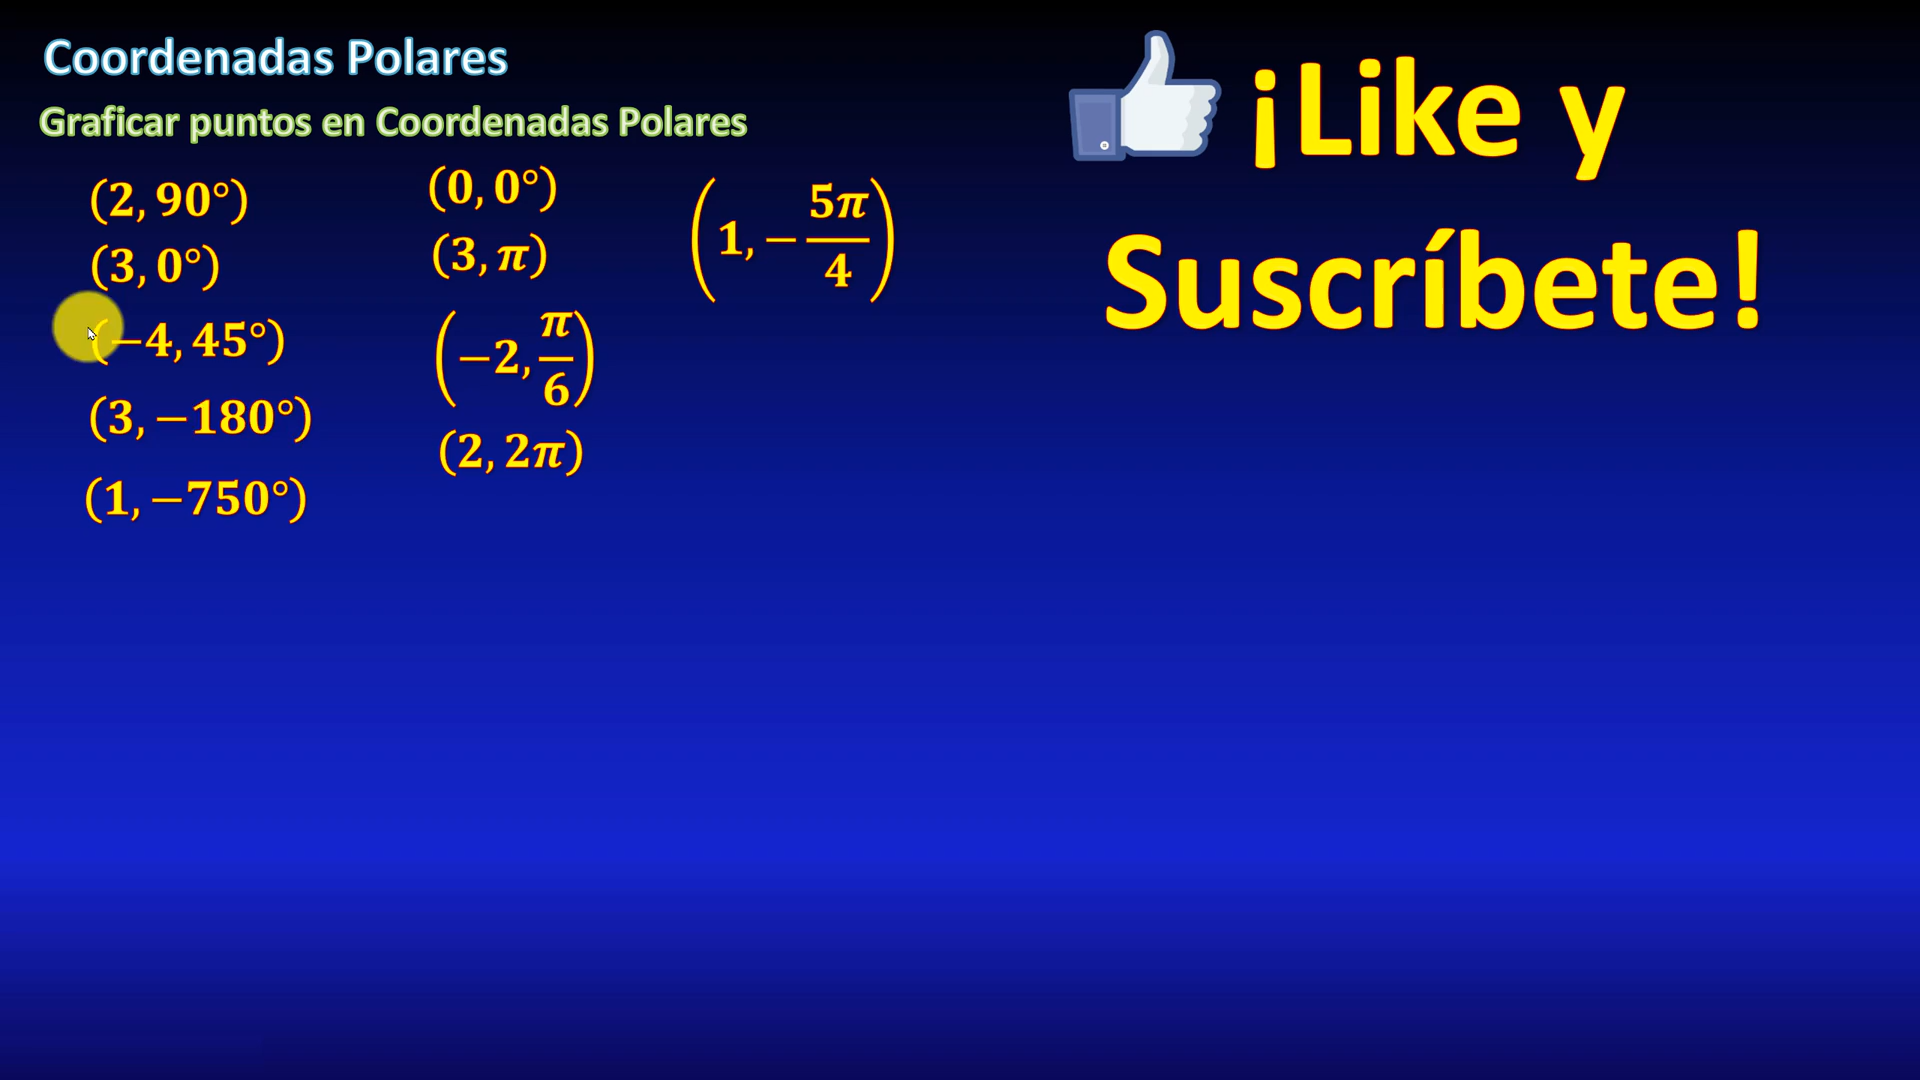 Coordenadas Polares
Graficar puntos en Coordenadas Polares
(2, 90°)
(3, 0°)
(−4, 45°)
(3, −180°)
(1, −750°)
(0, 0°)
(3, π)
(−2, π/6)
(2, 2π)
(1, −5π/4)
¡Like y
Suscríbete!